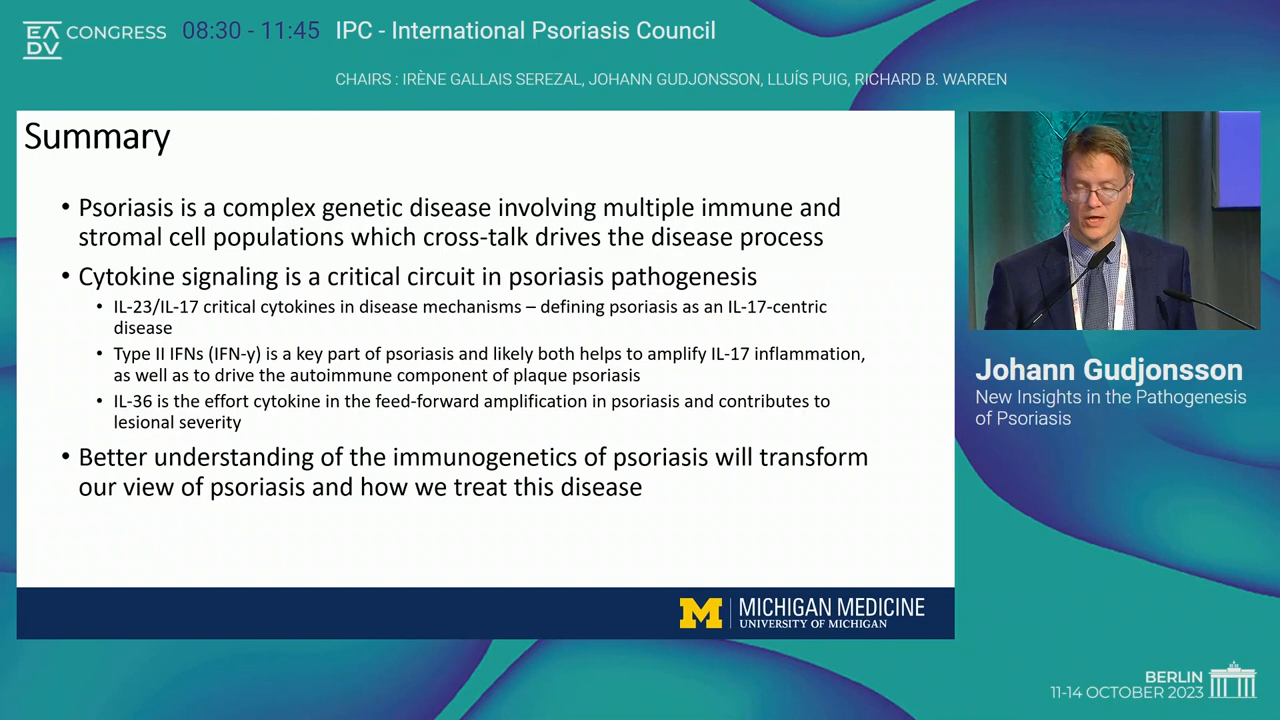 EADV CONGRESS 08:30 - 11:45 IPC - International Psoriasis Council
CHAIRS : IRÈNE GALLAIS SEREZAL, JOHANN GUDJONSSON, LLUÍS PUIG, RICHARD B. WARREN
Summary
• Psoriasis is a complex genetic disease involving multiple immune and
stromal cell populations which cross-talk drives the disease process
• Cytokine signaling is a critical circuit in psoriasis pathogenesis
• IL-23/IL-17 critical cytokines in disease mechanisms – defining psoriasis as an IL-17-centric
disease
• Type II IFNs (IFN-y) is a key part of psoriasis and likely both helps to amplify IL-17 inflammation,
as well as to drive the autoimmune component of plaque psoriasis
• IL-36 is the effort cytokine in the feed-forward amplification in psoriasis and contributes to
lesional severity
• Better understanding of the immunogenetics of psoriasis will transform
our view of psoriasis and how we treat this disease
M MICHIGAN MEDICINE
UNIVERSITY OF MICHIGAN
Johann Gudjonsson
New Insights in the Pathogenesis
of Psoriasis
BERLIN
11-14 OCTOBER 2023